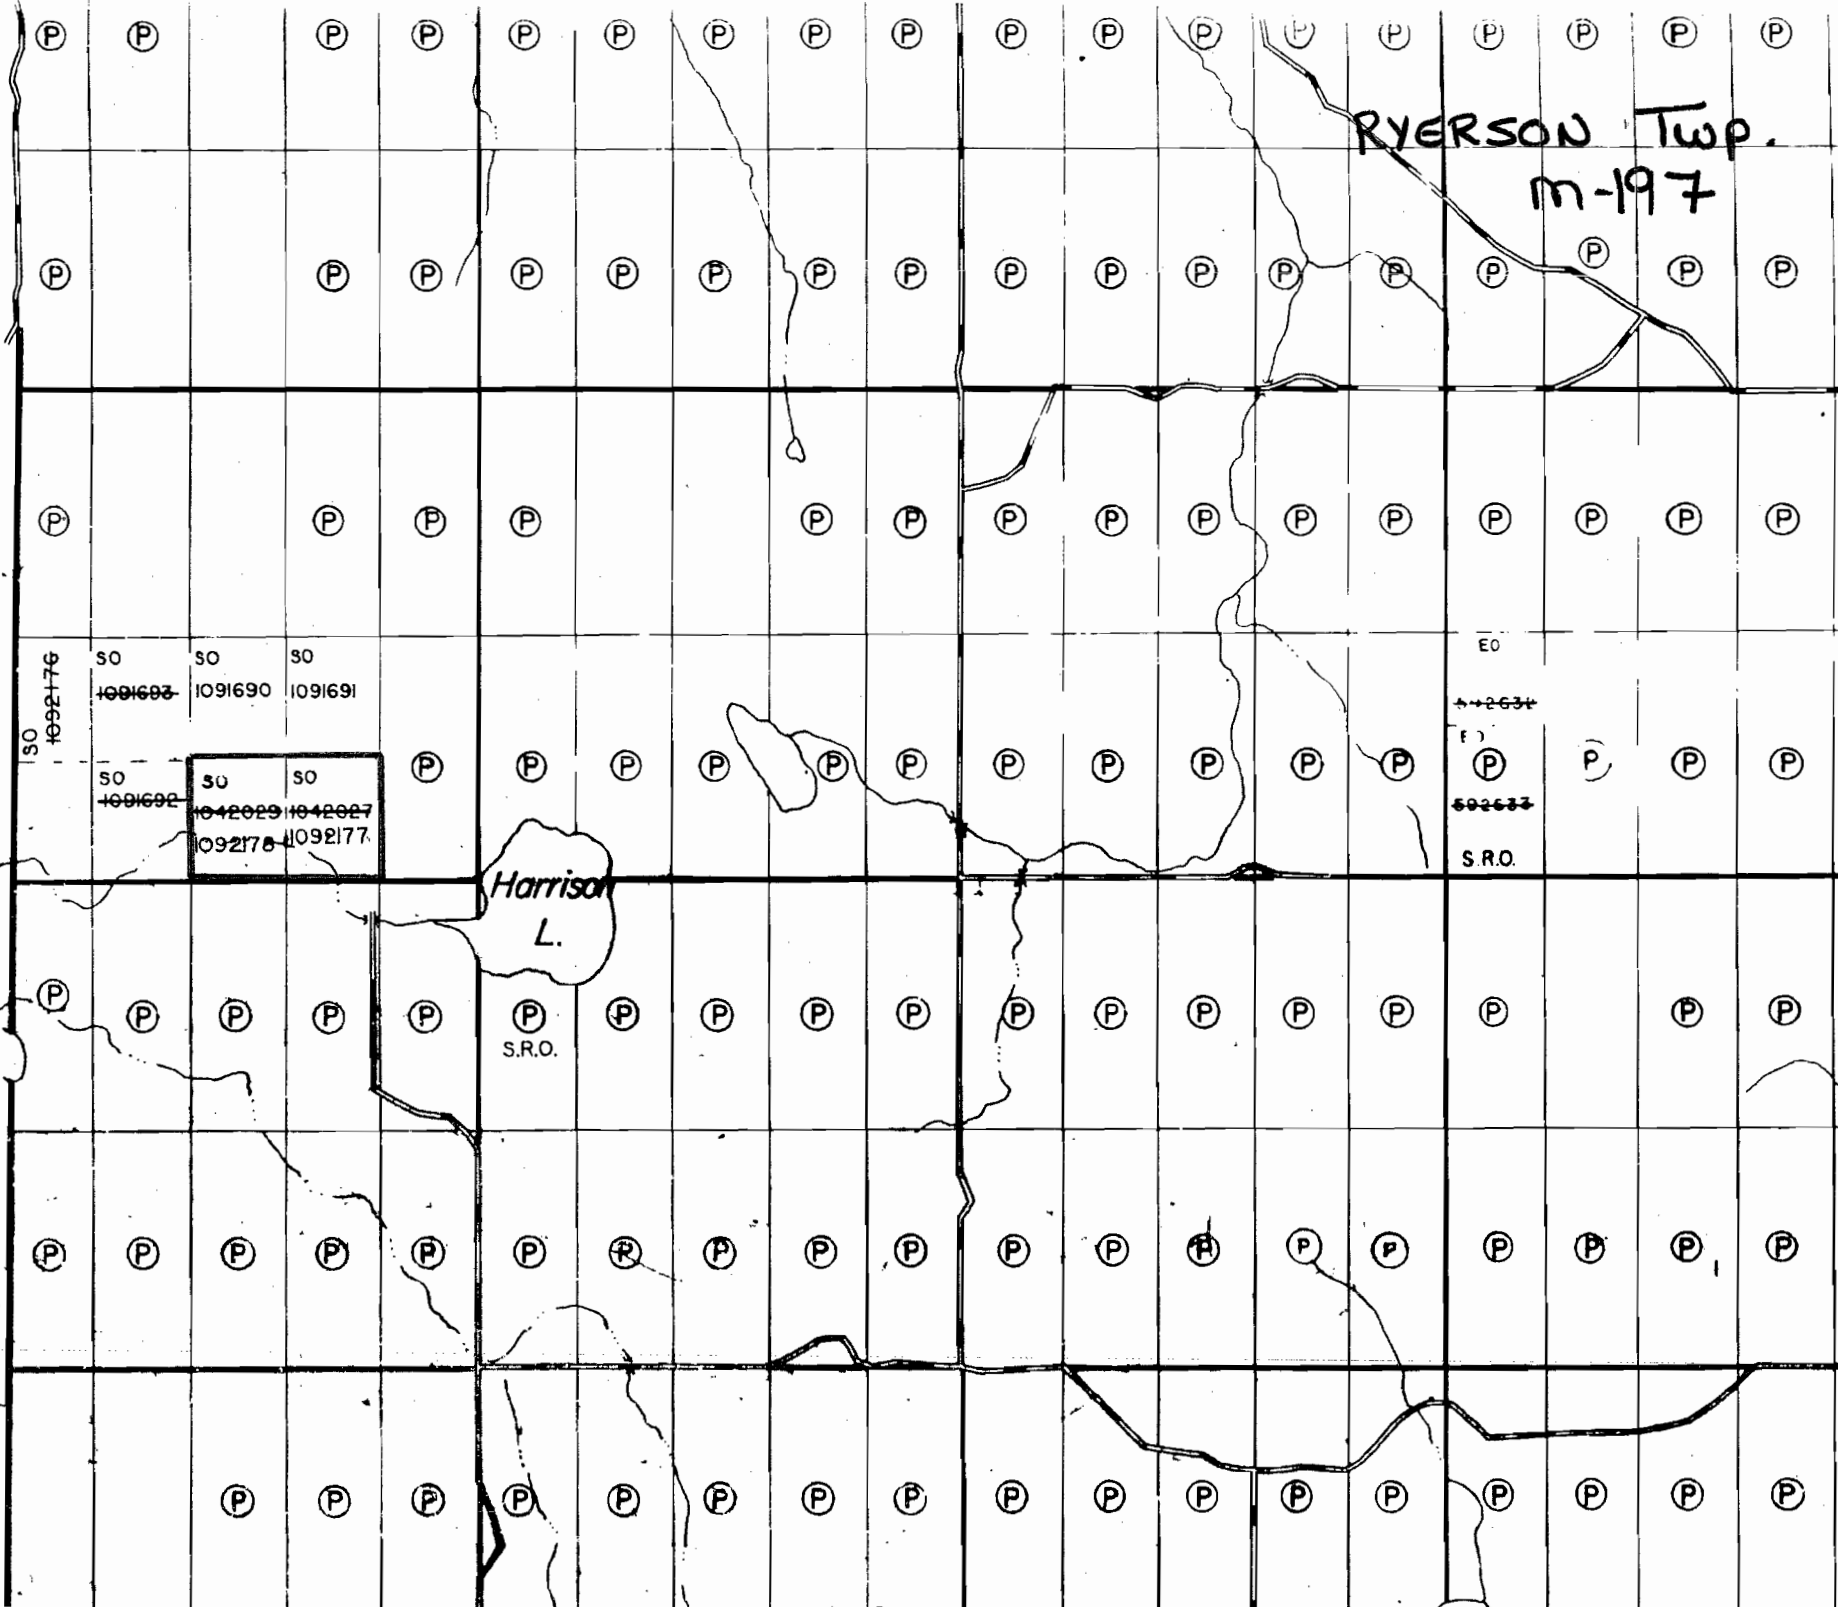 P P P P P P P P P P P P P P P P P P
RYERSON Twp.
M-197
P P P P P P P P P P P P P P P P P
P P P P P P P P P P P P P P P
EO
SO SO SO
1092176
SO
1091693 1091690 1091691
SO SO SO
1091692 1042029 1042027
1092178 1092177
P P P P P P P P P P P P P P
592633
S.R.O.
Harrison
L.
P P P P P P P P P P P P P P P P P P
S.R.O.
P P P P P P P P P P P P P P P P P P
P P P P P P P P P P P P P P P P P